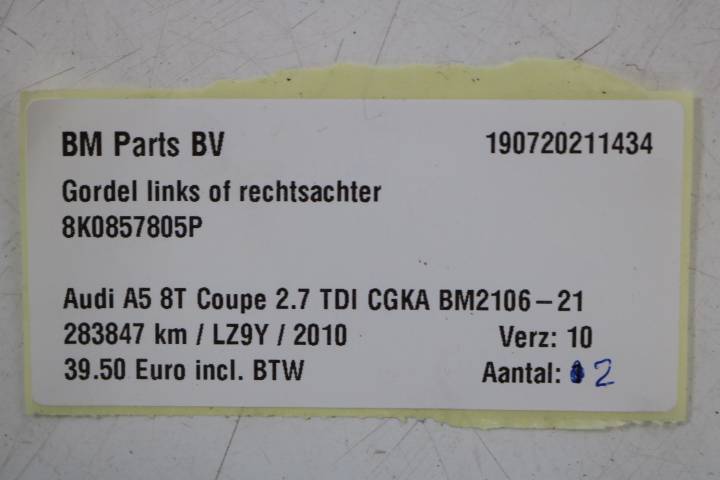 BM Parts BV 190720211434
Gordel links of rechtsachter
8K0857805P
Audi A5 8T Coupe 2.7 TDI CGKA BM2106-21
283847 km / LZ9Y / 2010 Verz: 10
39.50 Euro incl. BTW Aantal: 2